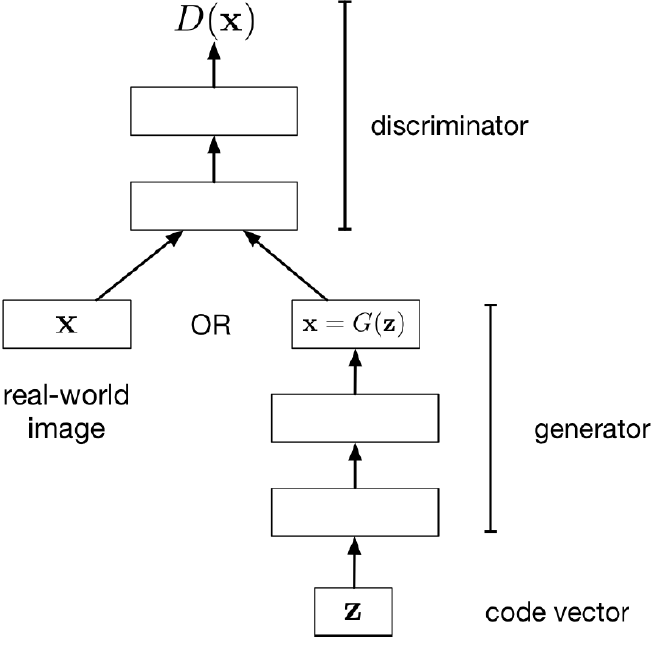 D(x)
discriminator
x
OR
x = G(z)
real-world
image
generator
z
code vector